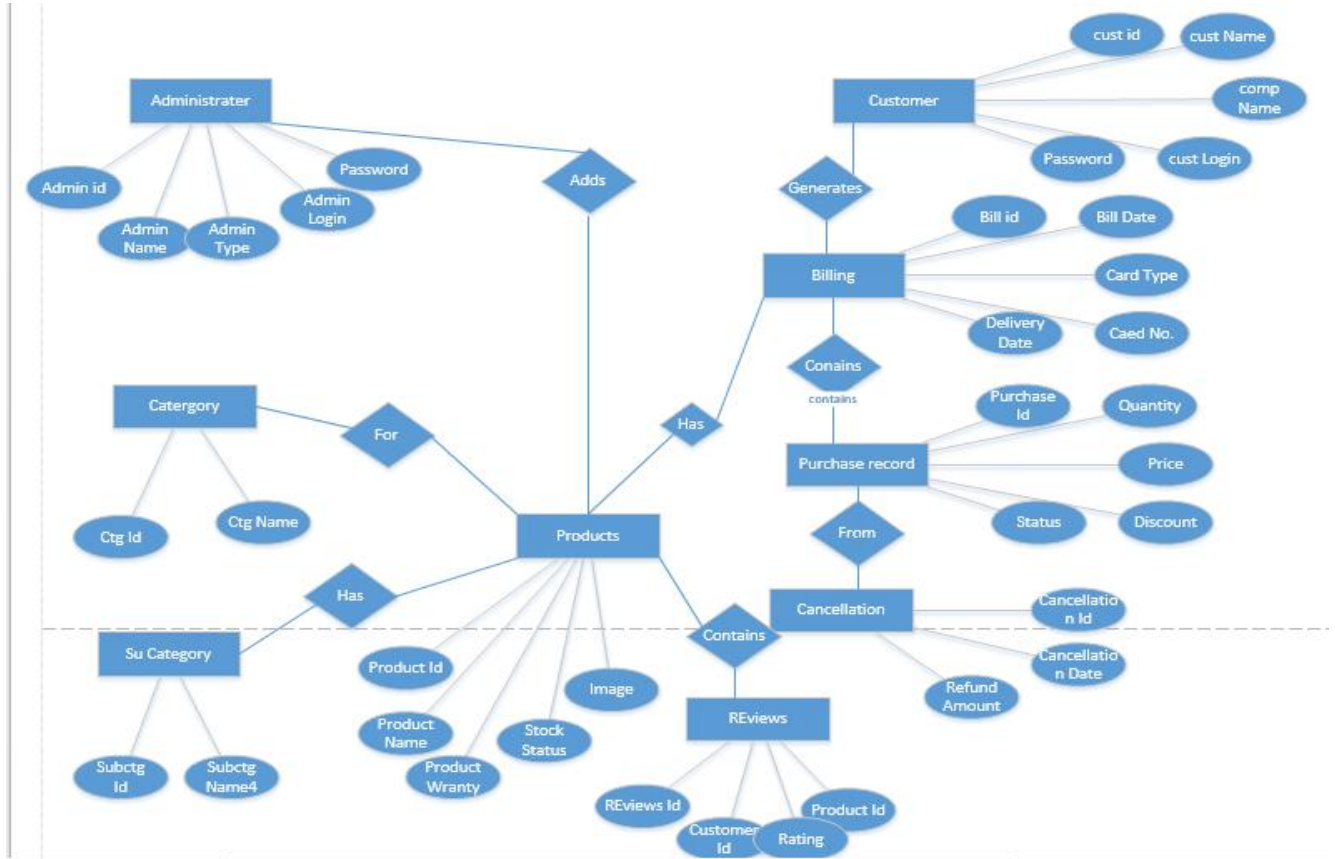 cust id
cust Name
Administrater
Customer
comp
Name
Password
Password
cust Login
Admin id
Admin
Login
Adds
Generates
Admin
Name
Admin
Type
Bill id
Bill Date
Billing
Card Type
Delivery
Date
Caed No.
Conains
contains
Catergory
Purchase
Id
Quantity
For
Has
Purchase record
Price
Ctg Id
Ctg Name
Status
Discount
Products
From
Has
Cancellation
Cancellatio
n Id
Su Category
Contains
Product Id
Cancellatio
n Date
Image
Refund
Amount
REviews
Product
Name
Stock
Status
Subctg
Id
Subctg
Name4
Product
Wranty
REviews Id
Product Id
Customer
Id
Rating